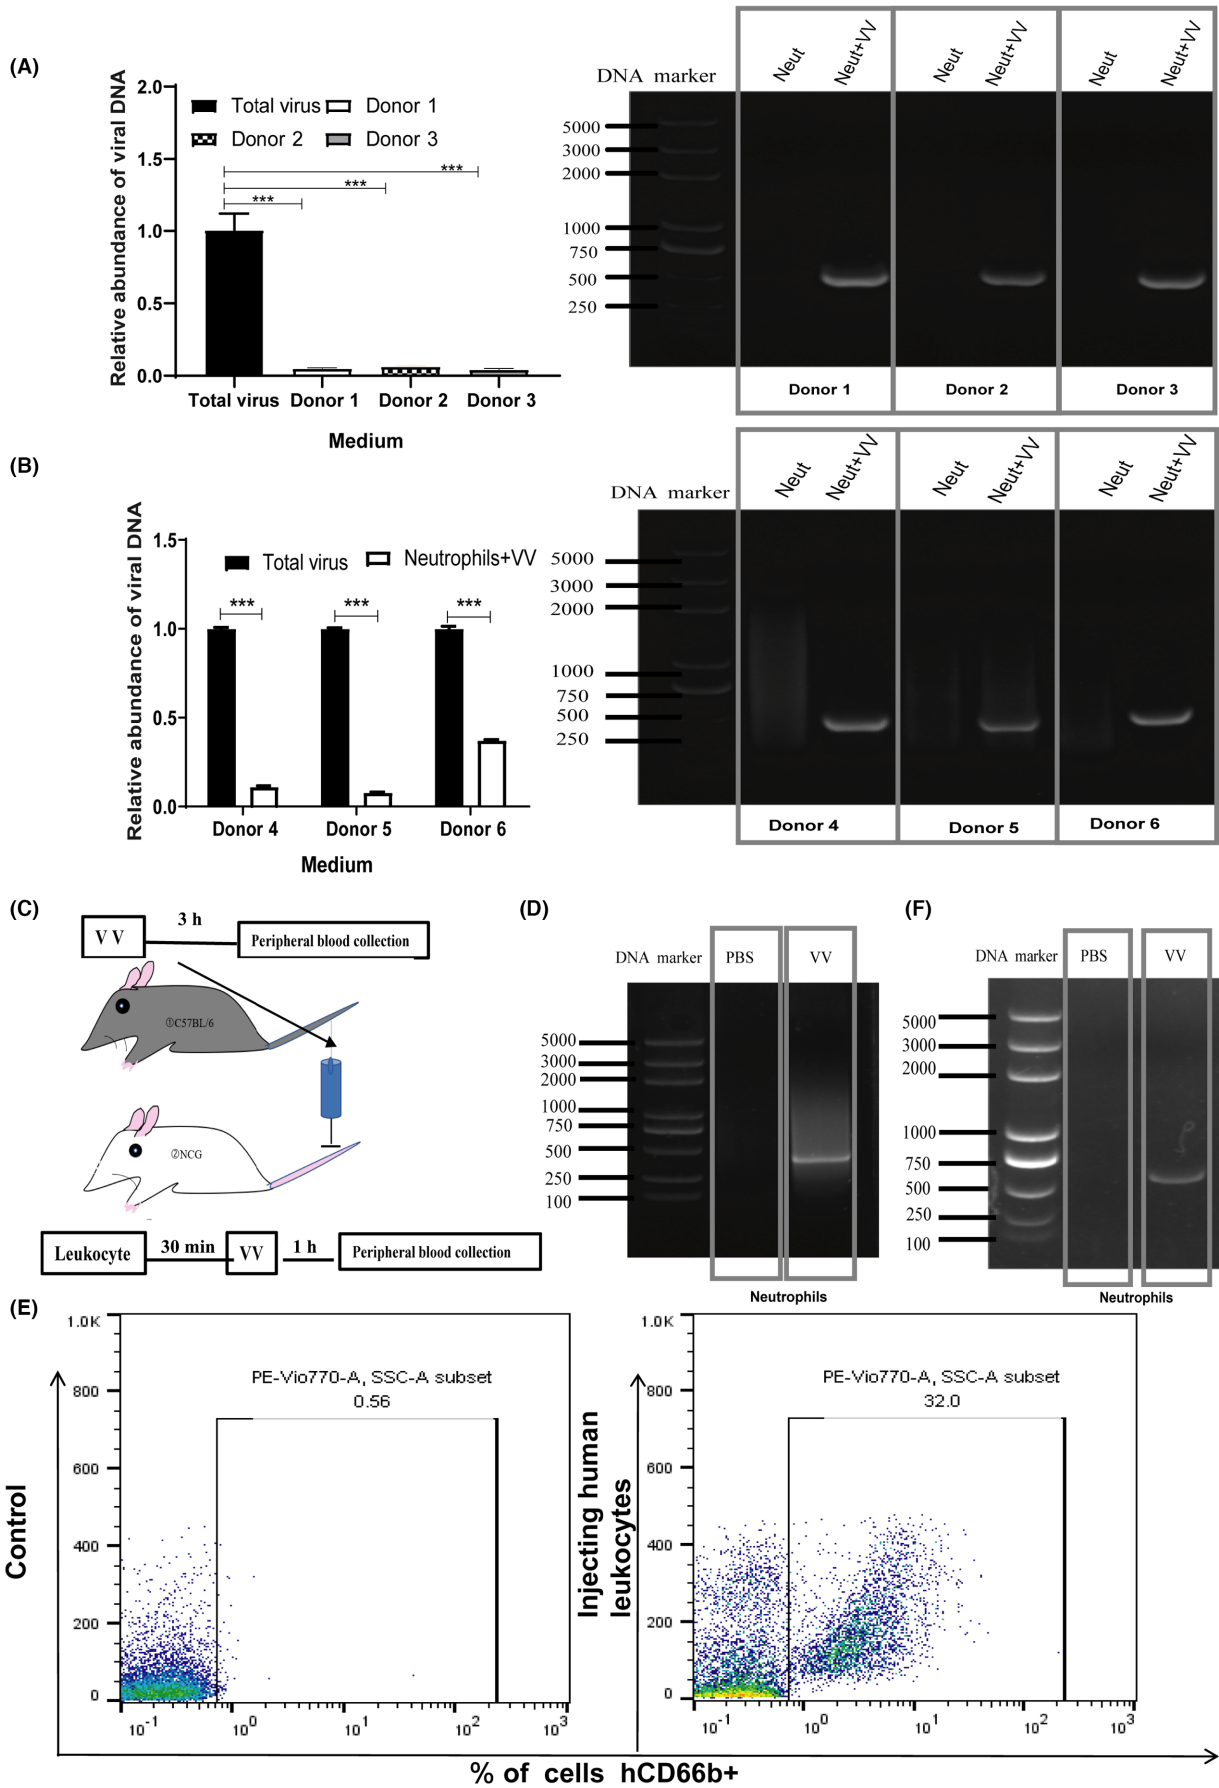 (A)
Relative abundance of viral DNA
2.0
1.5
1.0
0.5
0.0
Total virus Donor 1
Donor 2 Donor 3
***
***
***
Total virus Donor 1 Donor 2 Donor 3
Medium
DNA marker
Neut Neut+VV Neut Neut+VV Neut Neut+VV
5000
3000
2000
1000
750
500
250
Donor 1 Donor 2 Donor 3
(B)
Relative abundance of viral DNA
1.5
1.0
0.5
0.0
Total virus Neutrophils+VV
*** *** ***
Donor 4 Donor 5 Donor 6
Medium
DNA marker
Neut Neut+VV Neut Neut+VV Neut Neut+VV
5000
3000
2000
1000
750
500
250
Donor 4 Donor 5 Donor 6
(C)
V V 3 h Peripheral blood collection
①C57BL/6
②NCG
Leukocyte 30 min VV 1 h Peripheral blood collection
(D)
DNA marker PBS VV
5000
3000
2000
1000
750
500
250
100
Neutrophils
(F)
DNA marker PBS VV
5000
3000
2000
1000
750
500
250
100
Neutrophils
(E)
Control
1.0K
800
600
400
200
0
PE-Vio770-A, SSC-A subset
0.56
10-1 100 101 102 103
Injecting human
leukocytes
1.0K
800
600
400
200
0
PE-Vio770-A, SSC-A subset
32.0
10-1 100 101 102 103
% of cells hCD66b+